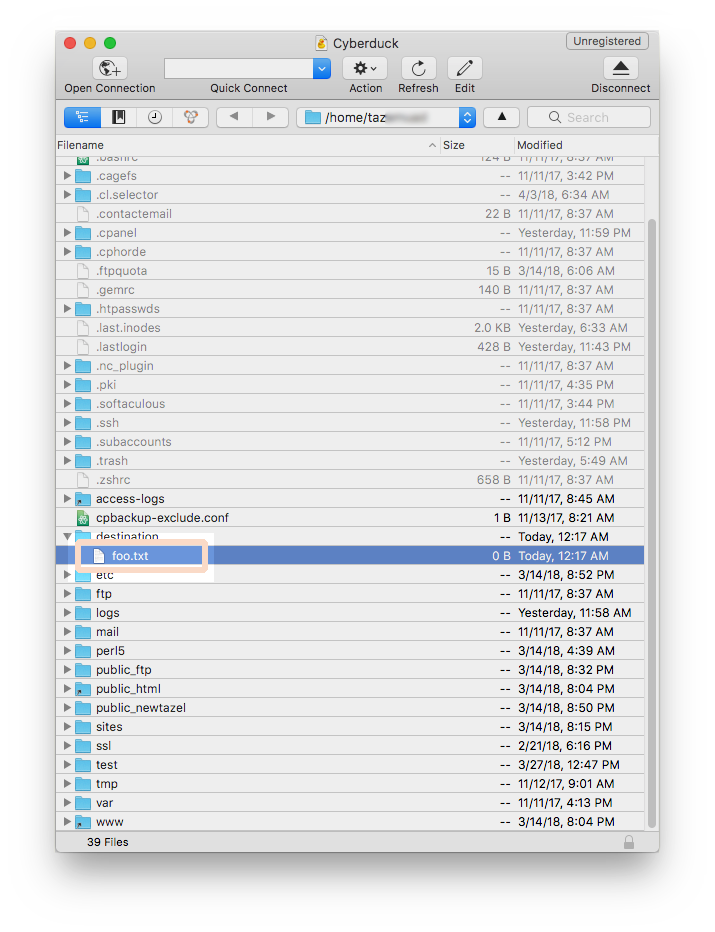 Cyberduck
Unregistered
Open Connection
Quick Connect
Action
Refresh
Edit
Disconnect
/home/taz
Search
Filename Size Modified
.bashrc 124 B 11/11/17, 8:37 AM
.cagefs -- 11/11/17, 3:42 PM
.cl.selector -- 4/3/18, 6:34 AM
.contactemail 22 B 11/11/17, 8:37 AM
.cpanel -- Yesterday, 11:59 PM
.cphorde -- 11/11/17, 8:37 AM
.ftpquota 15 B 3/14/18, 6:06 AM
.gemrc 140 B 11/11/17, 8:37 AM
.htpasswds -- 11/11/17, 8:37 AM
.last.inodes 2.0 KB Yesterday, 6:33 AM
.lastlogin 428 B Yesterday, 11:43 PM
.nc_plugin -- 11/11/17, 8:37 AM
.pki -- 11/11/17, 4:35 PM
.softaculous -- 11/11/17, 3:44 PM
.ssh -- Yesterday, 11:58 PM
.subaccounts -- 11/11/17, 5:12 PM
.trash -- Yesterday, 5:49 AM
.zshrc 658 B 11/11/17, 8:37 AM
access-logs -- 11/11/17, 8:45 AM
cpbackup-exclude.conf 1 B 11/13/17, 8:21 AM
destination -- Today, 12:17 AM
foo.txt 0 B Today, 12:17 AM
etc -- 3/14/18, 8:52 PM
ftp -- 11/11/17, 8:37 AM
logs -- Yesterday, 11:58 AM
mail -- 11/11/17, 8:37 AM
perl5 -- 3/14/18, 4:39 AM
public_ftp -- 3/14/18, 8:32 PM
public_html -- 3/14/18, 8:04 PM
public_newtazel -- 3/14/18, 8:50 PM
sites -- 3/14/18, 8:15 PM
ssl -- 2/21/18, 6:16 PM
test -- 3/27/18, 12:47 PM
tmp -- 11/12/17, 9:01 AM
var -- 11/11/17, 4:13 PM
www -- 3/14/18, 8:04 PM
39 Files